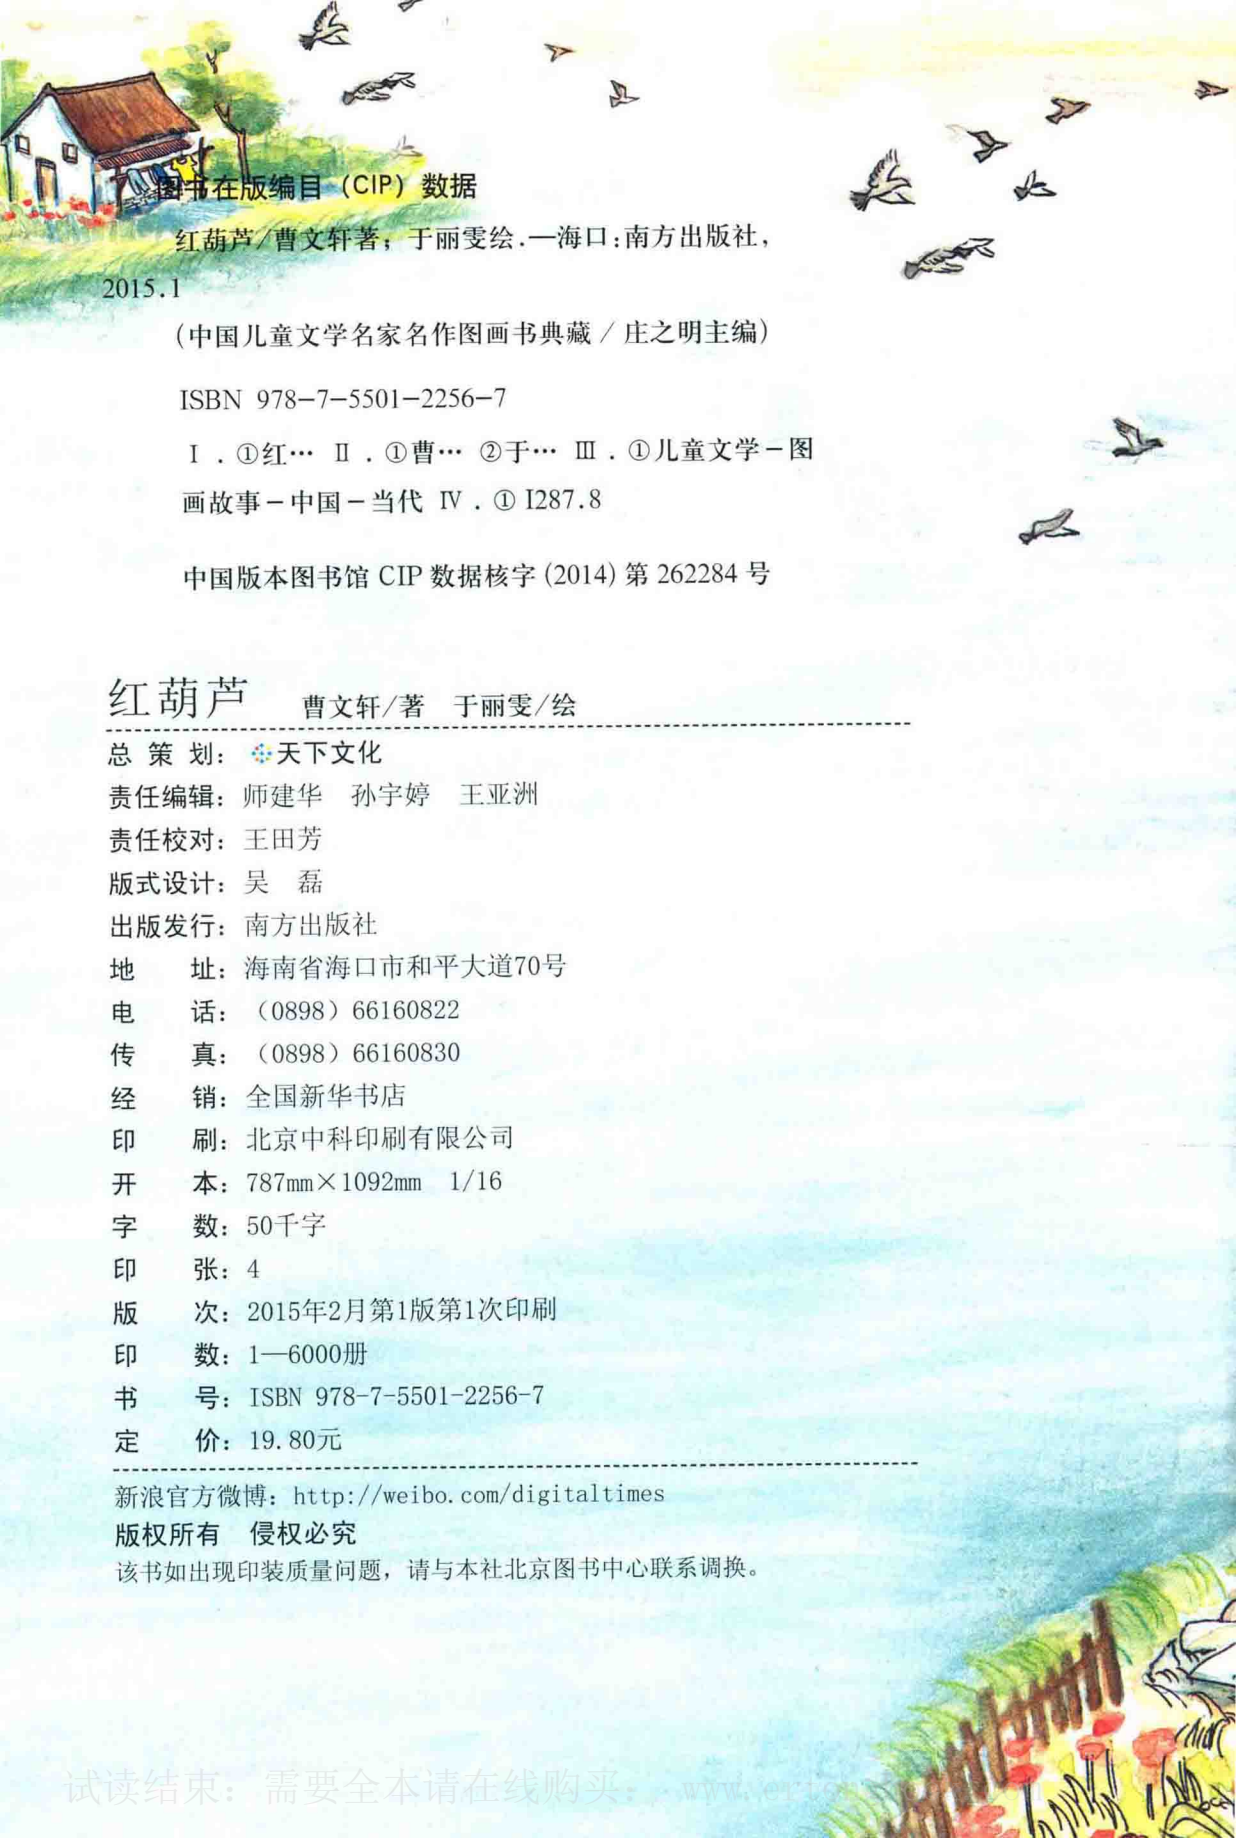 图书在版编目（CIP）数据
红葫芦/曹文轩著；于丽雯绘.—海口:南方出版社，
2015.1
（中国儿童文学名家名作图画书典藏 / 庄之明主编）
ISBN 978-7-5501-2256-7
Ⅰ.①红… Ⅱ.①曹… ②于… Ⅲ.①儿童文学－图
画故事－中国－当代 Ⅳ.① I287.8
中国版本图书馆 CIP 数据核字 (2014) 第 262284 号
红葫芦 曹文轩/著 于丽雯/绘
总 策 划： 天下文化
责任编辑：师建华 孙宇婷 王亚洲
责任校对：王田芳
版式设计：吴 磊
出版发行：南方出版社
地 址：海南省海口市和平大道70号
电 话：（0898）66160822
传 真：（0898）66160830
经 销：全国新华书店
印 刷：北京中科印刷有限公司
开 本：787mm×1092mm 1/16
字 数：50千字
印 张：4
版 次：2015年2月第1版第1次印刷
印 数：1—6000册
书 号：ISBN 978-7-5501-2256-7
定 价：19.80元
新浪官方微博：http://weibo.com/digitaltimes
版权所有 侵权必究
该书如出现印装质量问题，请与本社北京图书中心联系调换。
试读结束：需要全本请在线购买：